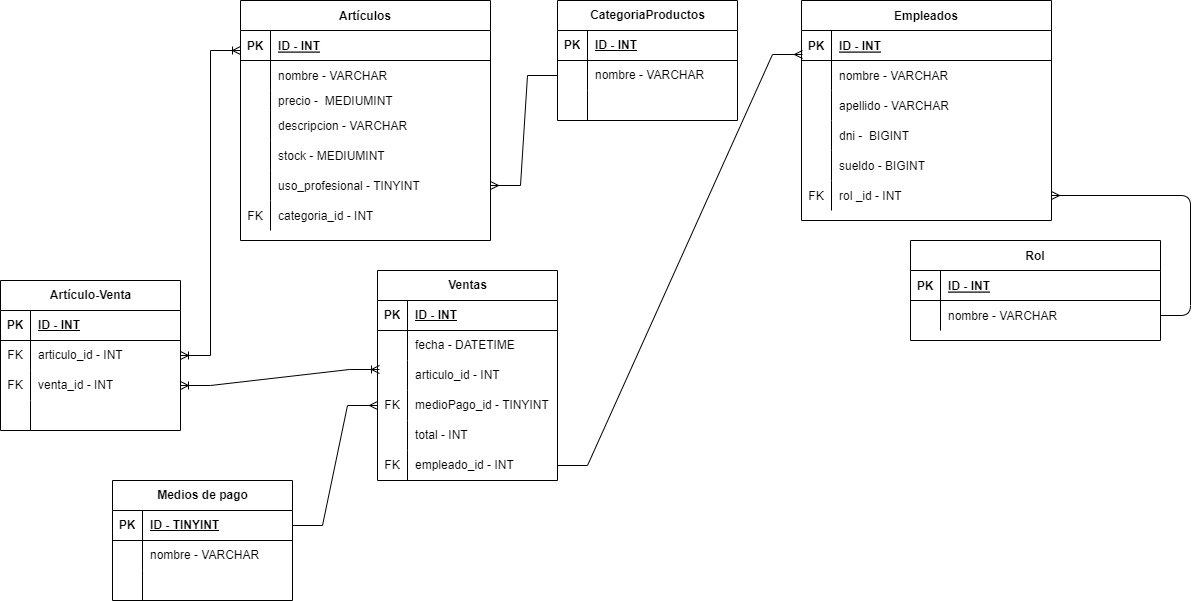 Artículos
PK ID - INT
nombre - VARCHAR
precio - MEDIUMINT
descripcion - VARCHAR
stock - MEDIUMINT
uso_profesional - TINYINT
FK categoria_id - INT
CategoriaProductos
PK ID - INT
nombre - VARCHAR
Empleados
PK ID - INT
nombre - VARCHAR
apellido - VARCHAR
dni - BIGINT
sueldo - BIGINT
FK rol _id - INT
Rol
PK ID - INT
nombre - VARCHAR
Artículo-Venta
PK ID - INT
FK articulo_id - INT
FK venta_id - INT
Ventas
PK ID - INT
fecha - DATETIME
articulo_id - INT
FK medioPago_id - TINYINT
total - INT
FK empleado_id - INT
Medios de pago
PK ID - TINYINT
nombre - VARCHAR